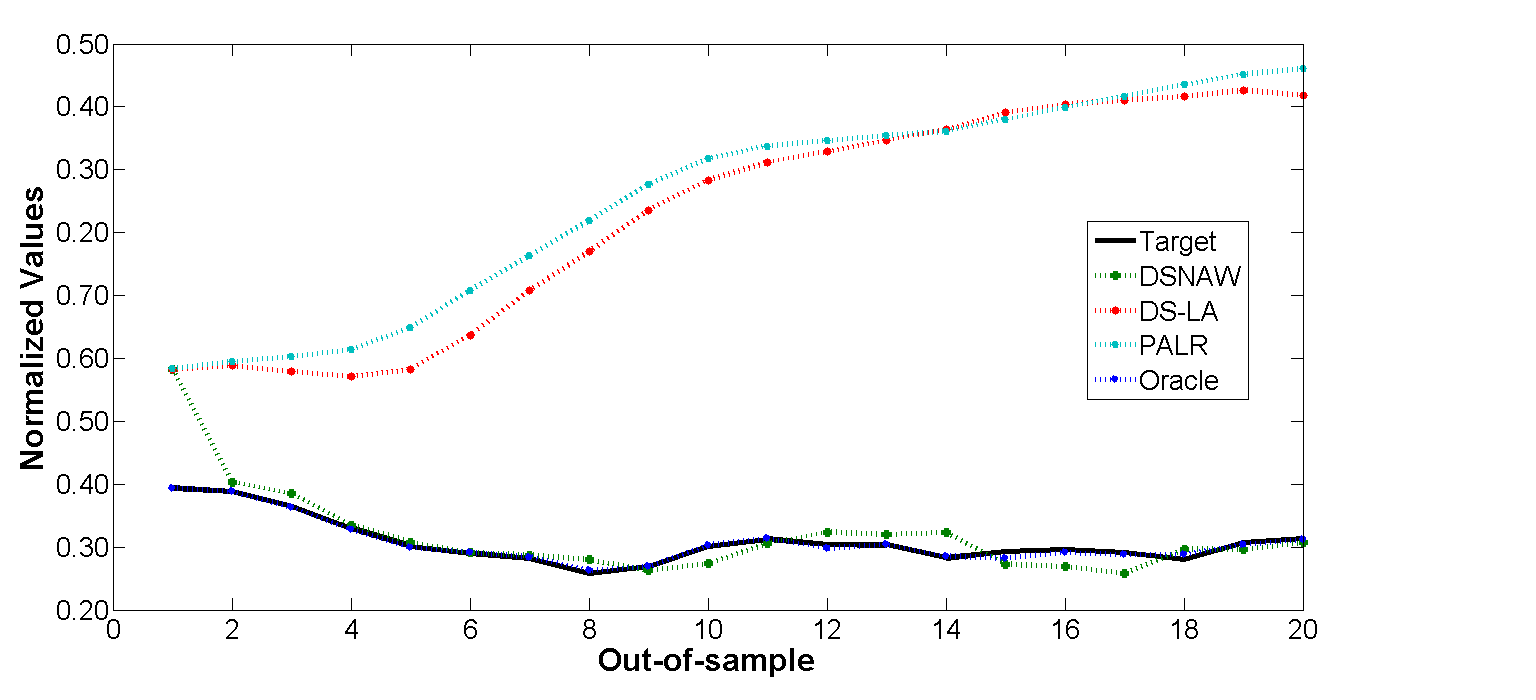 0.50
0.40
0.30
0.20
0.70
0.60
0.50
0.40
0.30
0.20
Normalized Values
0 2 4 6 8 10 12 14 16 18 20
Out-of-sample
Target
DSNAW
DS-LA
PALR
Oracle